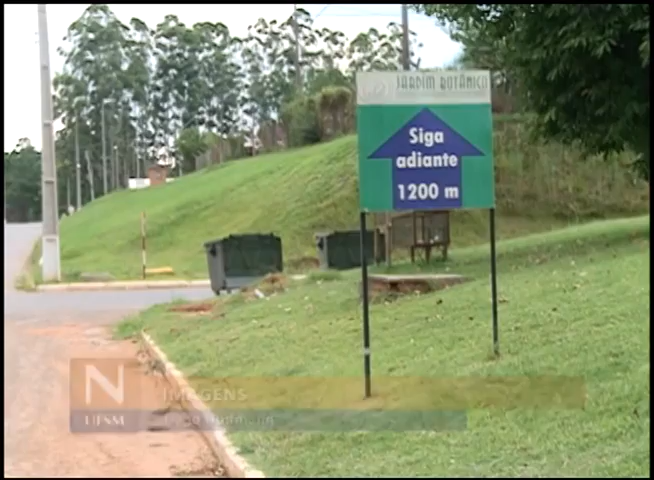 JARDIM BOTÂNICO
Siga
adiante
1200 m
N
UFSM
IMAGENS